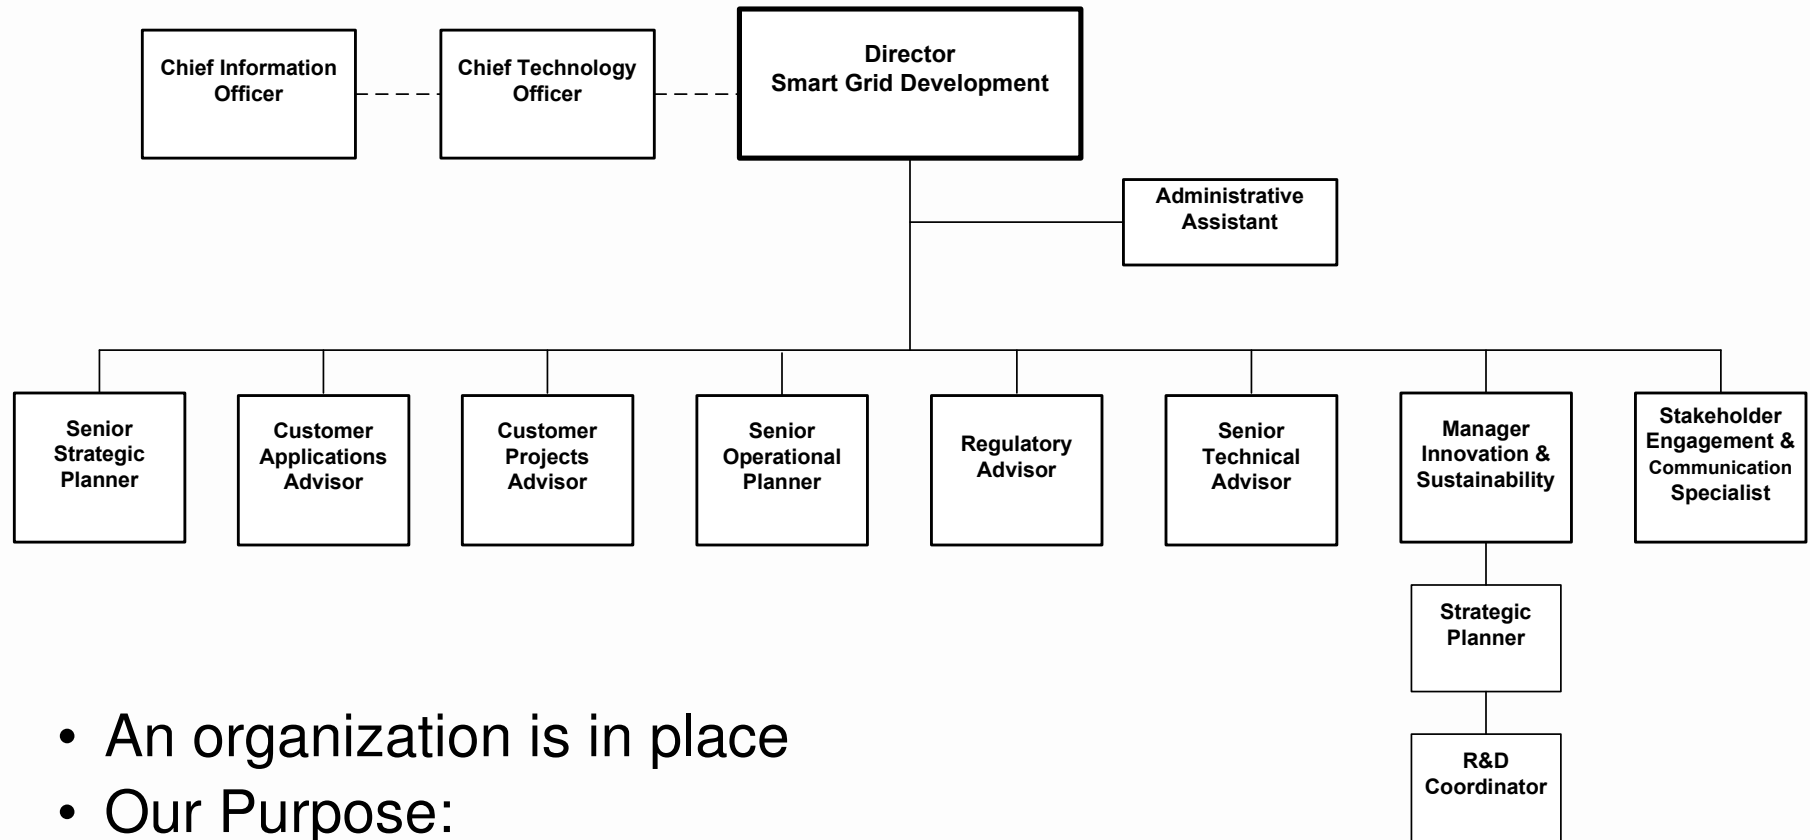 Chief Information
Officer
Chief Technology
Officer
Director
Smart Grid Development
Administrative
Assistant
Senior
Strategic
Planner
Customer
Applications
Advisor
Customer
Projects
Advisor
Senior
Operational
Planner
Regulatory
Advisor
Senior
Technical
Advisor
Manager
Innovation &
Sustainability
Stakeholder
Engagement &
Communication
Specialist
Strategic
Planner
R&D
Coordinator
• An organization is in place
• Our Purpose: